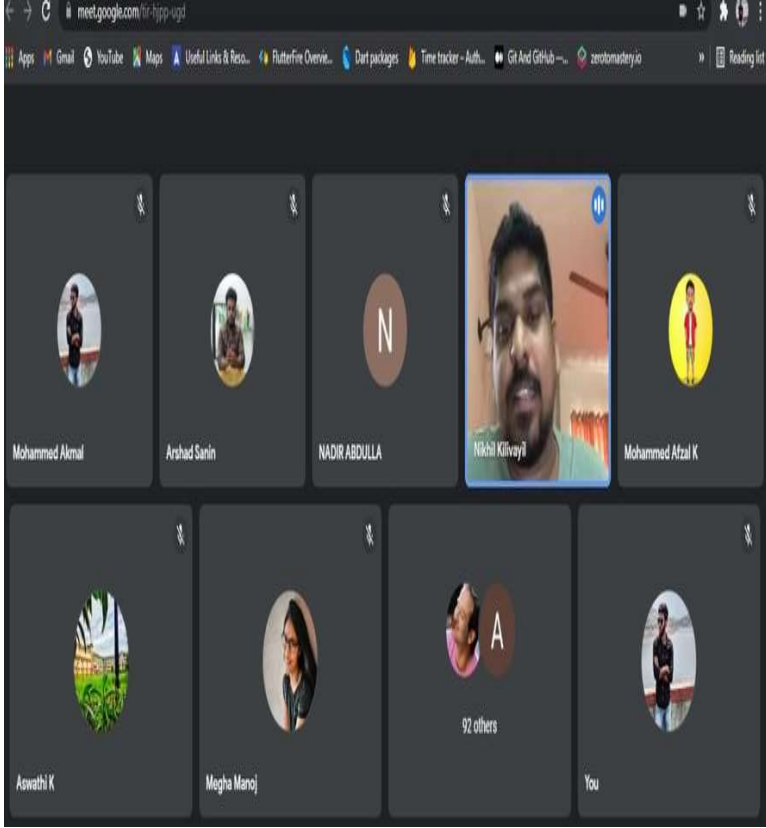 meet.google.com/tir-hjpp-ugd
Apps Gmail YouTube Maps Useful Links & Reso... FlutterFire Overvie... Dart packages Time tracker – Auth... Git And GitHub —... zerotomastery.io » Reading list
Mohammed Akmal Arshad Sanin NADIR ABDULLA Nikhil Kilivayil Mohammed Afzal K
N
A
92 others
Aswathi K Megha Manoj You